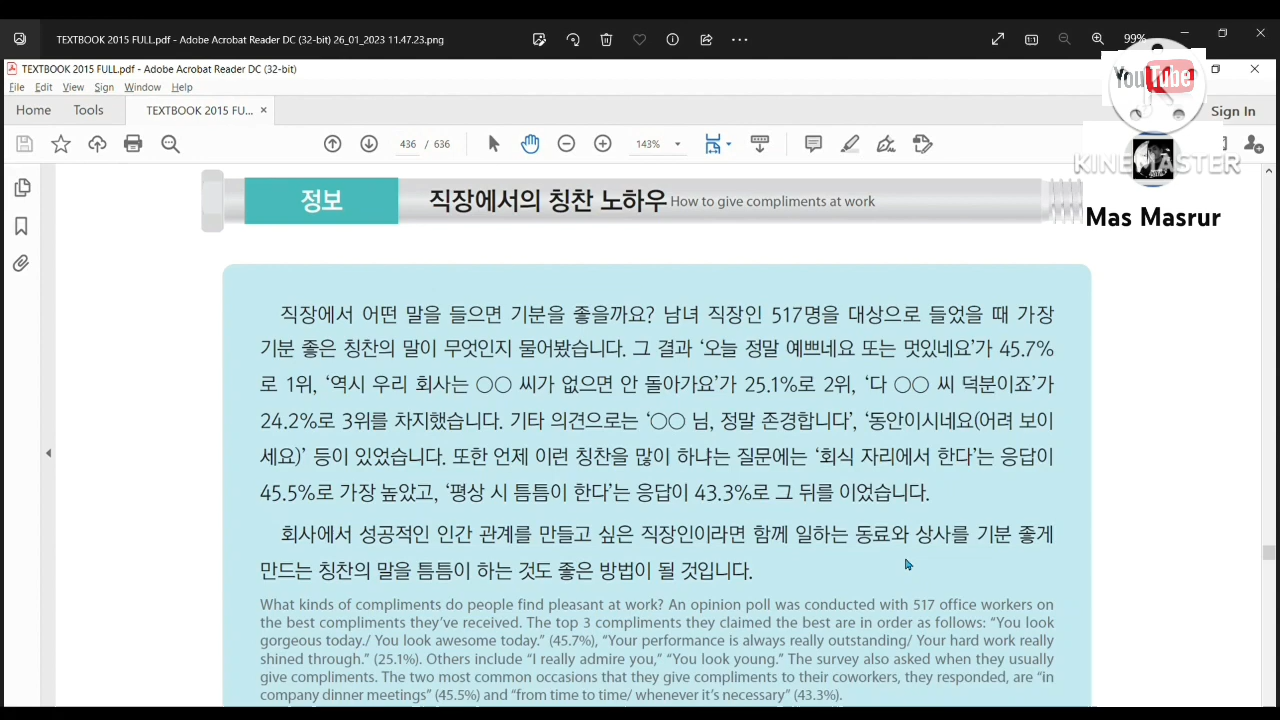 TEXTBOOK 2015 FULL.pdf - Adobe Acrobat Reader DC (32-bit) 26_01_2023 11.47.23.png
99%
TEXTBOOK 2015 FULL.pdf - Adobe Acrobat Reader DC (32-bit)
File Edit View Sign Window Help
YouTube
Home Tools TEXTBOOK 2015 FU... × Sign In
436 / 636 143%
KINEMASTER
정보 직장에서의 칭찬 노하우 How to give compliments at work
Mas Masrur
직장에서 어떤 말을 들으면 기분을 좋을까요? 남녀 직장인 517명을 대상으로 들었을 때 가장
기분 좋은 칭찬의 말이 무엇인지 물어봤습니다. 그 결과 ‘오늘 정말 예쁘네요 또는 멋있네요’가 45.7%
로 1위, ‘역시 우리 회사는 ○○ 씨가 없으면 안 돌아가요’가 25.1%로 2위, ‘다 ○○ 씨 덕분이죠’가
24.2%로 3위를 차지했습니다. 기타 의견으로는 ‘○○ 님, 정말 존경합니다’, ‘동안이시네요(어려 보이
세요)’ 등이 있었습니다. 또한 언제 이런 칭찬을 많이 하냐는 질문에는 ‘회식 자리에서 한다’는 응답이
45.5%로 가장 높았고, ‘평상 시 틈틈이 한다’는 응답이 43.3%로 그 뒤를 이었습니다.
회사에서 성공적인 인간 관계를 만들고 싶은 직장인이라면 함께 일하는 동료와 상사를 기분 좋게
만드는 칭찬의 말을 틈틈이 하는 것도 좋은 방법이 될 것입니다.
What kinds of compliments do people find pleasant at work? An opinion poll was conducted with 517 office workers on
the best compliments they’ve received. The top 3 compliments they claimed the best are in order as follows: “You look
gorgeous today./ You look awesome today.” (45.7%), “Your performance is always really outstanding/ Your hard work really
shined through.” (25.1%). Others include “I really admire you,” “You look young.” The survey also asked when they usually
give compliments. The two most common occasions that they give compliments to their coworkers, they responded, are “in
company dinner meetings” (45.5%) and “from time to time/ whenever it’s necessary” (43.3%).